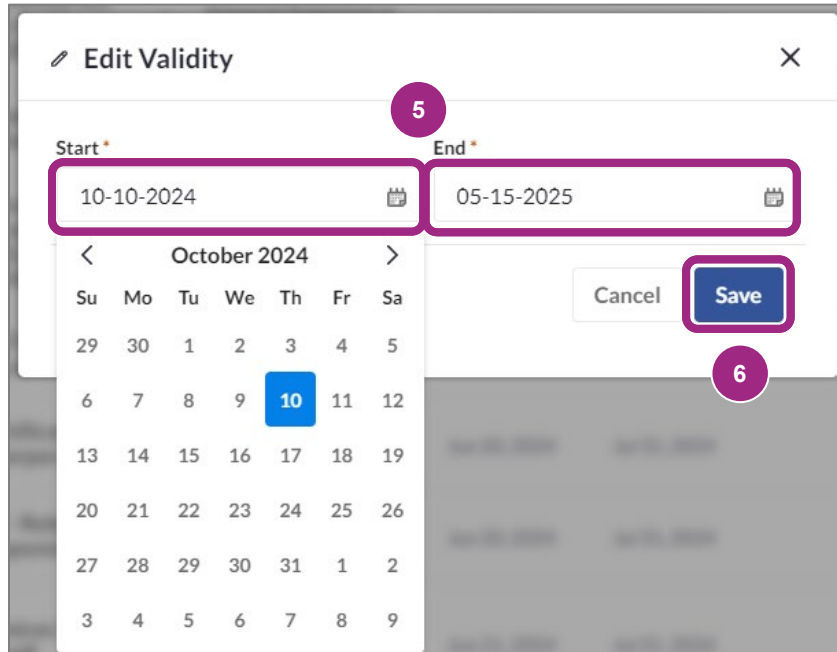 Edit Validity
5
Start * End *
10-10-2024 05-15-2025
October 2024
Su Mo Tu We Th Fr Sa
29 30 1 2 3 4 5
6 7 8 9 10 11 12
13 14 15 16 17 18 19
20 21 22 23 24 25 26
27 28 29 30 31 1 2
3 4 5 6 7 8 9
Cancel Save
6